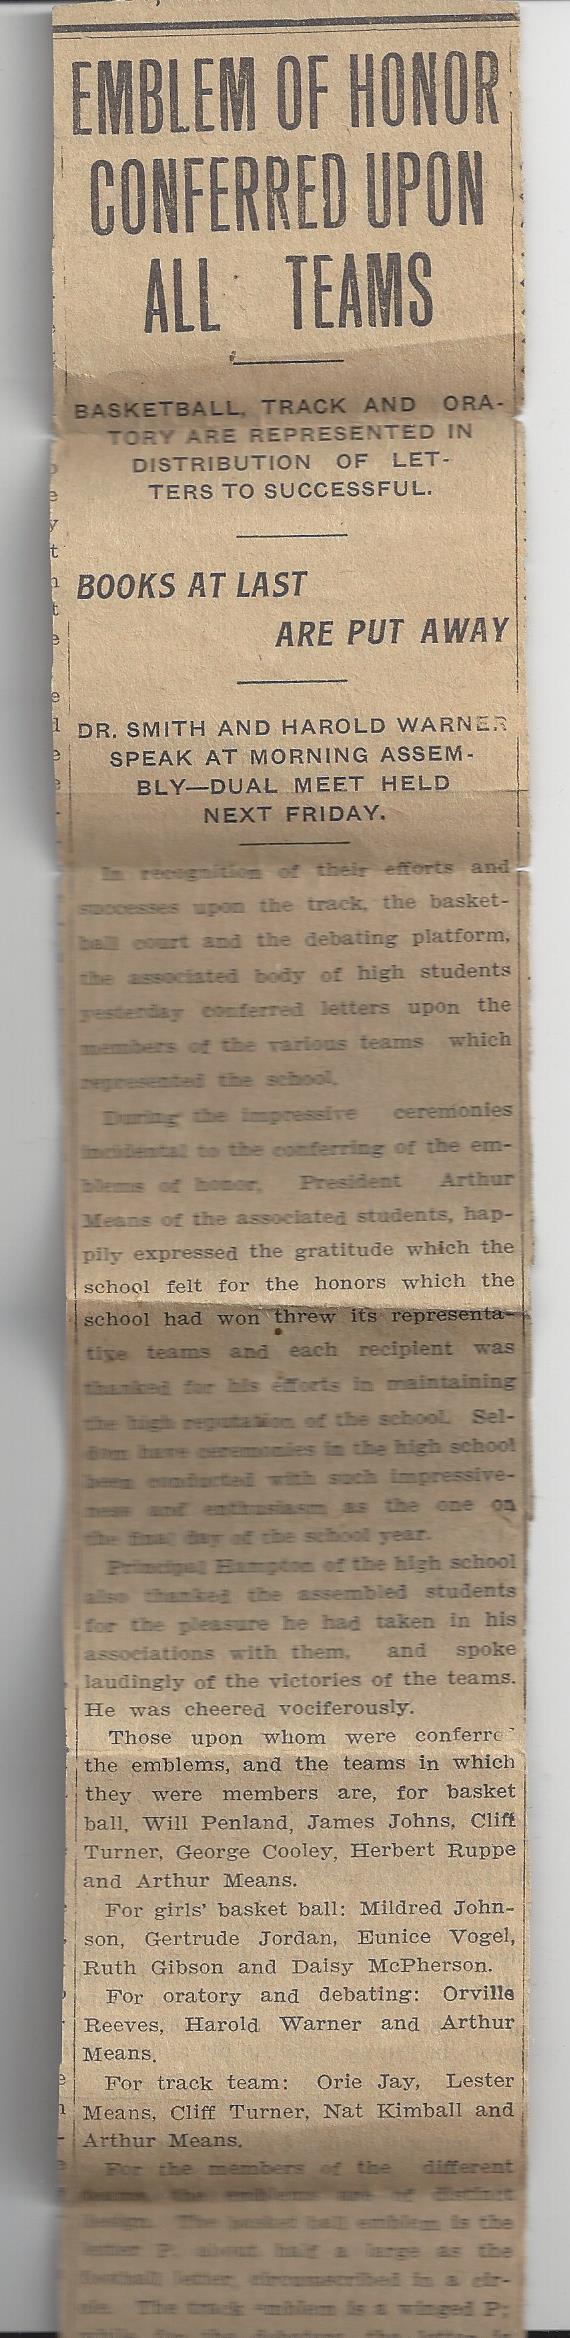 EMBLEM OF HONOR
CONFERRED UPON
ALL TEAMS
BASKETBALL, TRACK AND ORA-
TORY ARE REPRESENTED IN
DISTRIBUTION OF LET-
TERS TO SUCCESSFUL.
BOOKS AT LAST
ARE PUT AWAY
DR. SMITH AND HAROLD WARNER
SPEAK AT MORNING ASSEM-
BLY—DUAL MEET HELD
NEXT FRIDAY.
In recognition of their efforts and
successes upon the track, the basket-
ball court and the debating platform,
the associated body of high students
yesterday conferred letters upon the
members of the various teams which
represented the school.
During the impressive ceremonies
incidental to the conferring of the em-
blems of honor, President Arthur
Means of the associated students, hap-
pily expressed the gratitude which the
school felt for the honors which the
school had won threw its representa-
tive teams and each recipient was
thanked for his efforts in maintaining
the high reputation of the school. Sel-
dom have ceremonies in the high school
been conducted with such impressive-
ness and enthusiasm as the one on
the final day of the school year.
Principal Hampton of the high school
also thanked the assembled students
for the pleasure he had taken in his
associations with them, and spoke
laudingly of the victories of the teams.
He was cheered vociferously.
Those upon whom were conferre
the emblems, and the teams in which
they were members are, for basket
ball, Will Penland, James Johns, Cliff
Turner, George Cooley, Herbert Ruppe
and Arthur Means.
For girls' basket ball: Mildred John-
son, Gertrude Jordan, Eunice Vogel,
Ruth Gibson and Daisy McPherson.
For oratory and debating: Orville
Reeves, Harold Warner and Arthur
Means.
For track team: Orie Jay, Lester
Means, Cliff Turner, Nat Kimball and
Arthur Means.
For the members of the different
teams, the emblems are of distinct
design. The basket ball emblem is the
letter P, about half a large as the
football letter, circumscribed in a cir-
cle. The track emblem is a winged P;